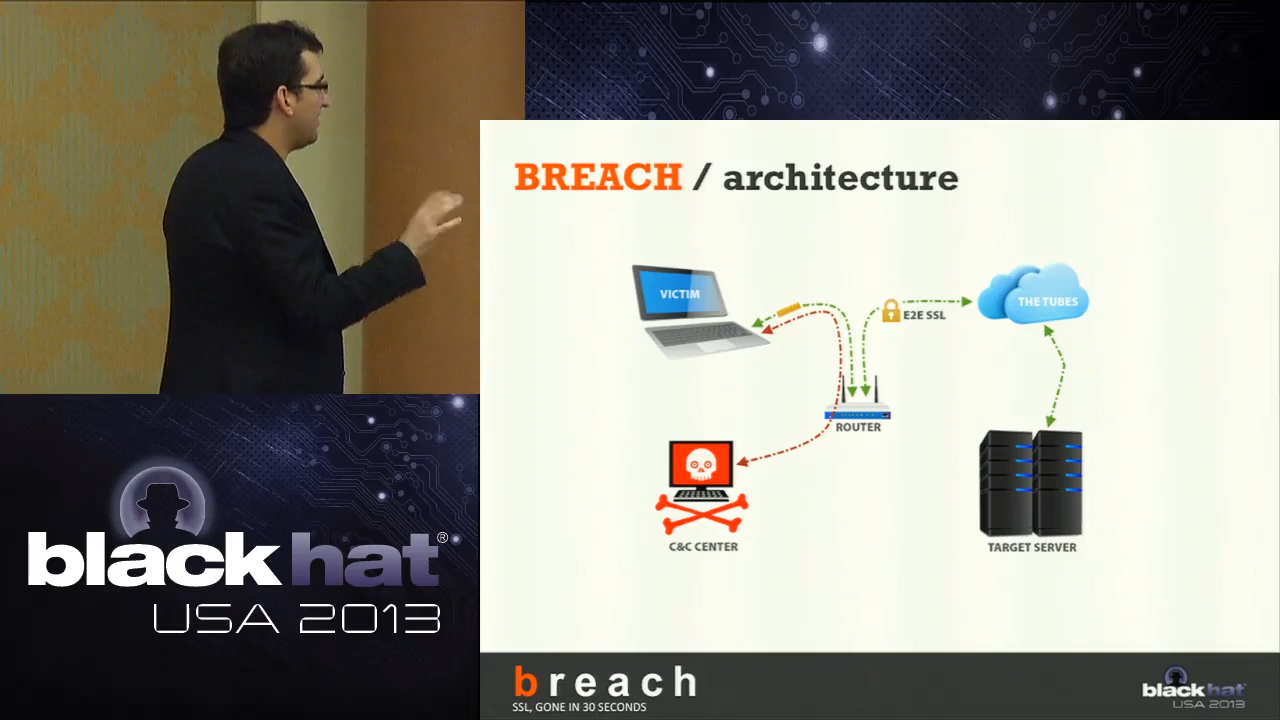 BREACH / architecture
VICTIM
THE TUBES
E2E SSL
ROUTER
C&C CENTER
TARGET SERVER
black hat®
USA 2013
breach
SSL, GONE IN 30 SECONDS
black hat
USA 2013